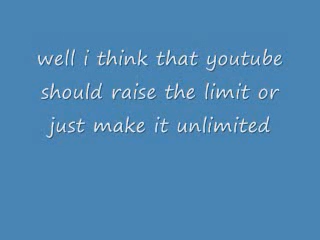 well i think that youtube
should raise the limit or
just make it unlimited